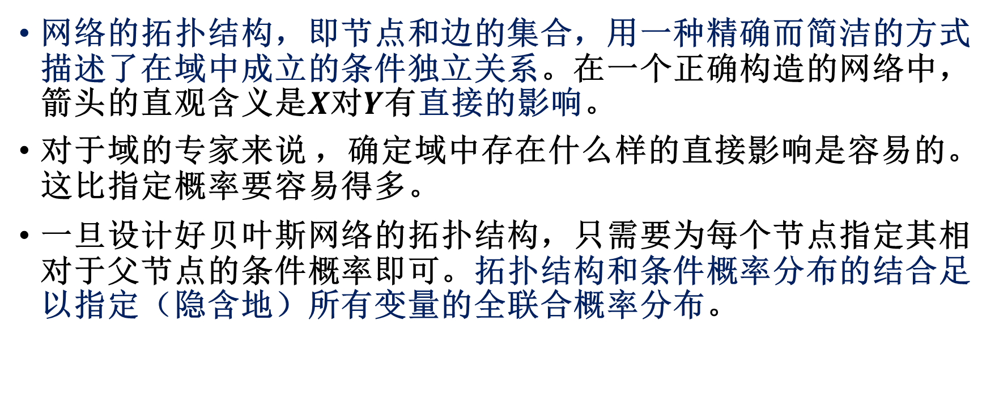 • 网络的拓扑结构，即节点和边的集合，用一种精确而简洁的方式
描述了在域中成立的条件独立关系。在一个正确构造的网络中，
箭头的直观含义是X对Y有直接的影响。
• 对于域的专家来说，确定域中存在什么样的直接影响是容易的。
这比指定概率要容易得多。
• 一旦设计好贝叶斯网络的拓扑结构，只需要为每个节点指定其相
对于父节点的条件概率即可。拓扑结构和条件概率分布的结合足
以指定（隐含地）所有变量的全联合概率分布。